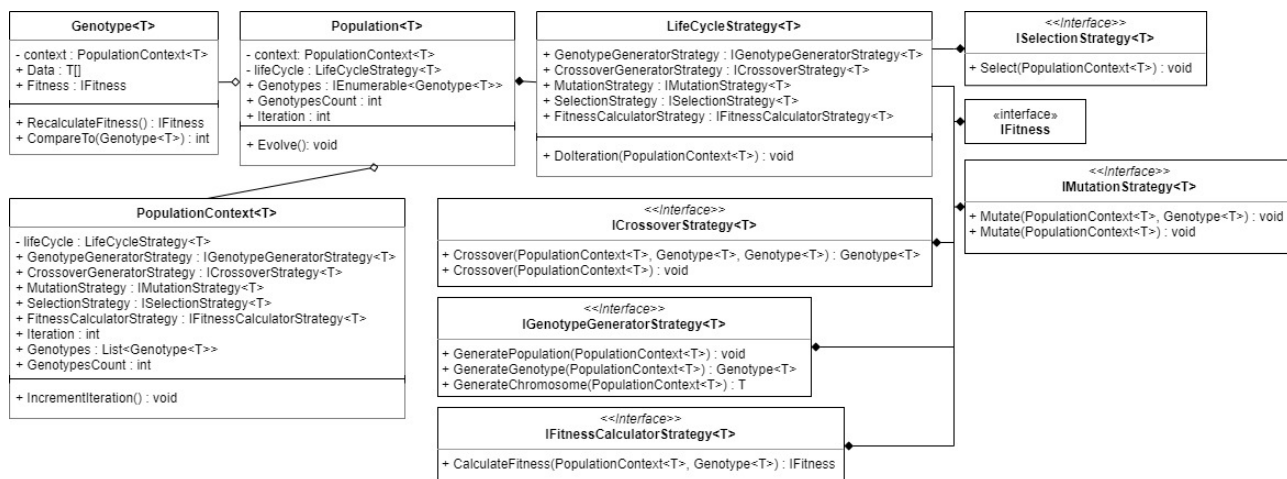 Genotype<T>
- context : PopulationContext<T>
+ Data : T[]
+ Fitness : IFitness
+ RecalculateFitness() : IFitness
+ CompareTo(Genotype<T>) : int
Population<T>
- context: PopulationContext<T>
- lifeCycle : LifeCycleStrategy<T>
+ Genotypes : IEnumerable<Genotype<T>>
+ GenotypesCount : int
+ Iteration : int
+ Evolve(): void
LifeCycleStrategy<T>
+ GenotypeGeneratorStrategy : IGenotypeGeneratorStrategy<T>
+ CrossoverGeneratorStrategy : ICrossoverStrategy<T>
+ MutationStrategy : IMutationStrategy<T>
+ SelectionStrategy : ISelectionStrategy<T>
+ FitnessCalculatorStrategy : IFitnessCalculatorStrategy<T>
+ DoIteration(PopulationContext<T>) : void
<<Interface>>
ISelectionStrategy<T>
+ Select(PopulationContext<T>) : void
«interface»
IFitness
<<Interface>>
IMutationStrategy<T>
+ Mutate(PopulationContext<T>, Genotype<T>) : void
+ Mutate(PopulationContext<T>) : void
PopulationContext<T>
- lifeCycle : LifeCycleStrategy<T>
+ GenotypeGeneratorStrategy : IGenotypeGeneratorStrategy<T>
+ CrossoverGeneratorStrategy : ICrossoverStrategy<T>
+ MutationStrategy : IMutationStrategy<T>
+ SelectionStrategy : ISelectionStrategy<T>
+ FitnessCalculatorStrategy : IFitnessCalculatorStrategy<T>
+ Iteration : int
+ Genotypes : List<Genotype<T>>
+ GenotypesCount : int
+ IncrementIteration() : void
<<Interface>>
ICrossoverStrategy<T>
+ Crossover(PopulationContext<T>, Genotype<T>, Genotype<T>) : Genotype<T>
+ Crossover(PopulationContext<T>) : void
<<Interface>>
IGenotypeGeneratorStrategy<T>
+ GeneratePopulation(PopulationContext<T>) : void
+ GenerateGenotype(PopulationContext<T>) : Genotype<T>
+ GenerateChromosome(PopulationContext<T>) : T
<<Interface>>
IFitnessCalculatorStrategy<T>
+ CalculateFitness(PopulationContext<T>, Genotype<T>) : IFitness